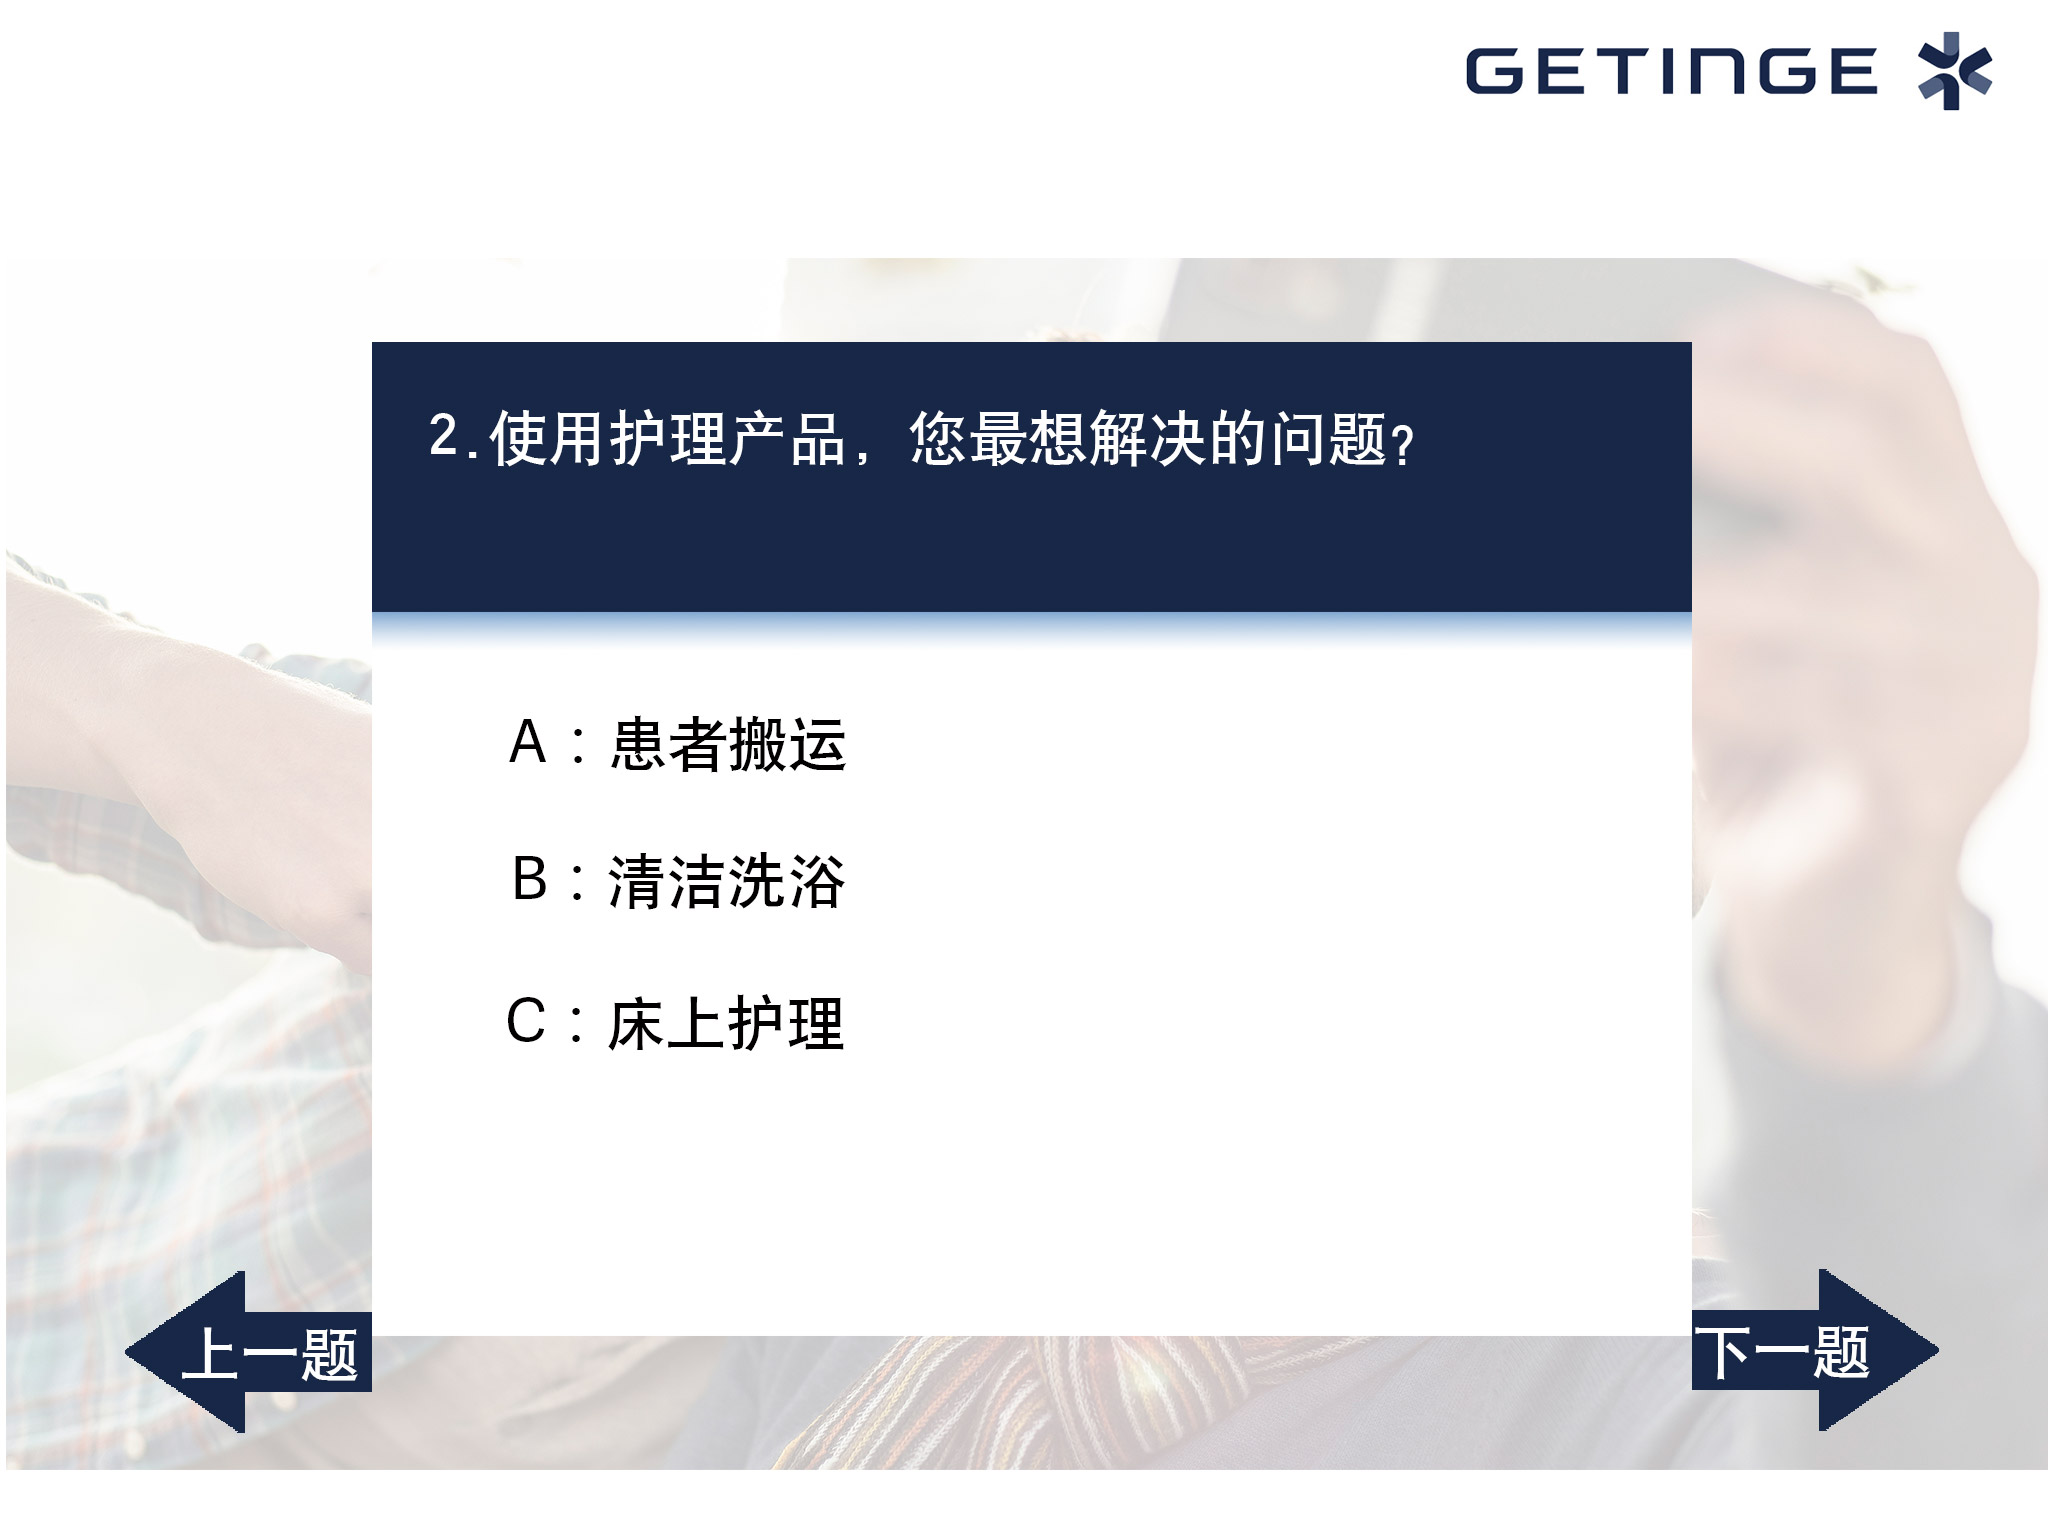 GETINGE
2.使用护理产品，您最想解决的问题?
A：患者搬运
B：清洁洗浴
C：床上护理
上一题
下一题